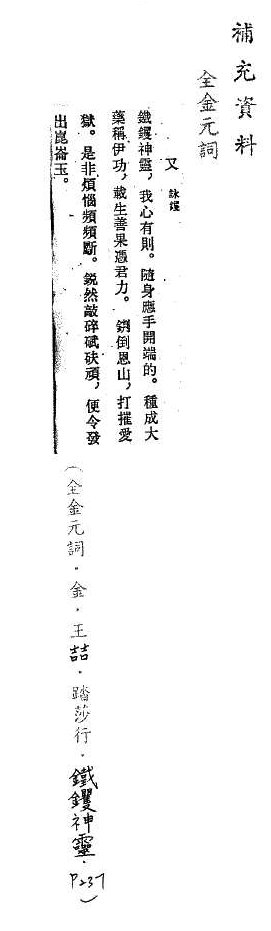 補充資料
全金元詞
又 詠钁
鐵钁神靈，我心有則。隨身應手開端的。種成大
藥稱伊功，栽生善果憑君力。 钁倒恩山，打摧愛
獄。是非煩惱頻頻斷。銳然敲碎碔砆頑，便令發
出崑崙玉。
（全金元詞．金．王喆．踏莎行．鐵钁神靈．P237）